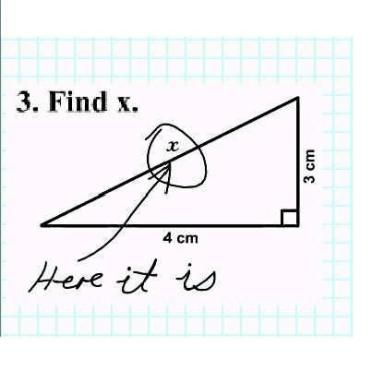 3. Find x.
x
3 cm
4 cm
Here it is